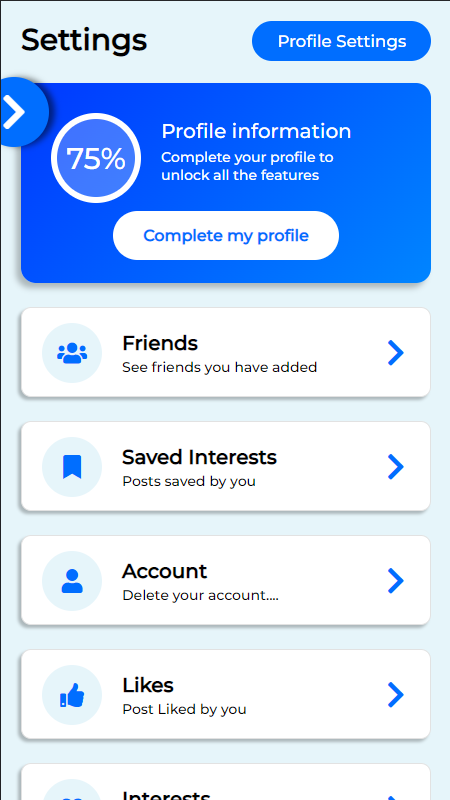 Settings
Profile Settings
75%
Profile information
Complete your profile to
unlock all the features
Complete my profile
Friends
See friends you have added
Saved Interests
Posts saved by you
Account
Delete your account....
Likes
Post Liked by you
Interests